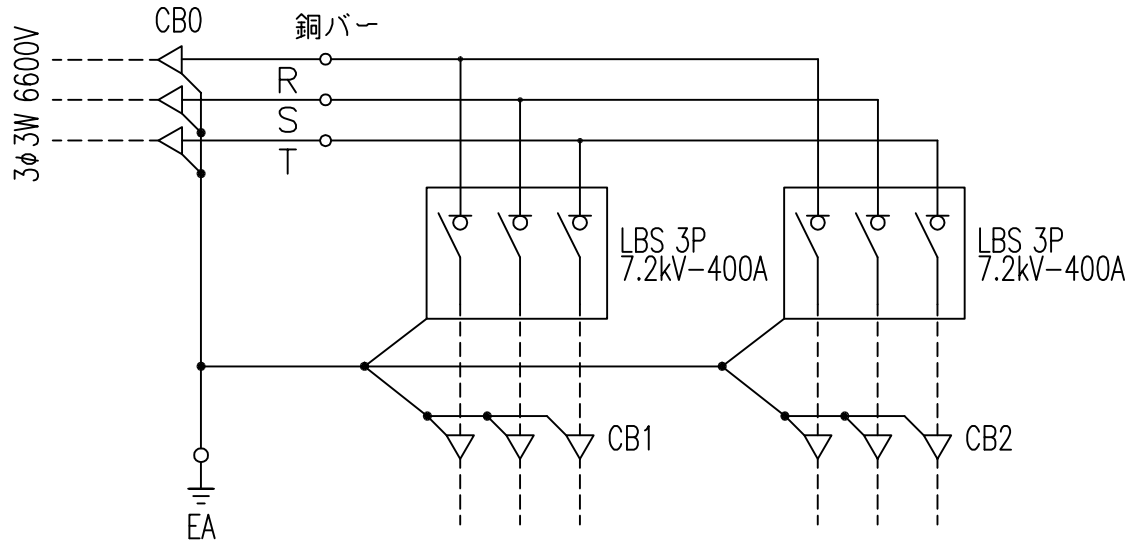 CB0
銅バー
3φ3W 6600V
R
S
T
LBS 3P
7.2kV-400A
LBS 3P
7.2kV-400A
CB1
CB2
EA